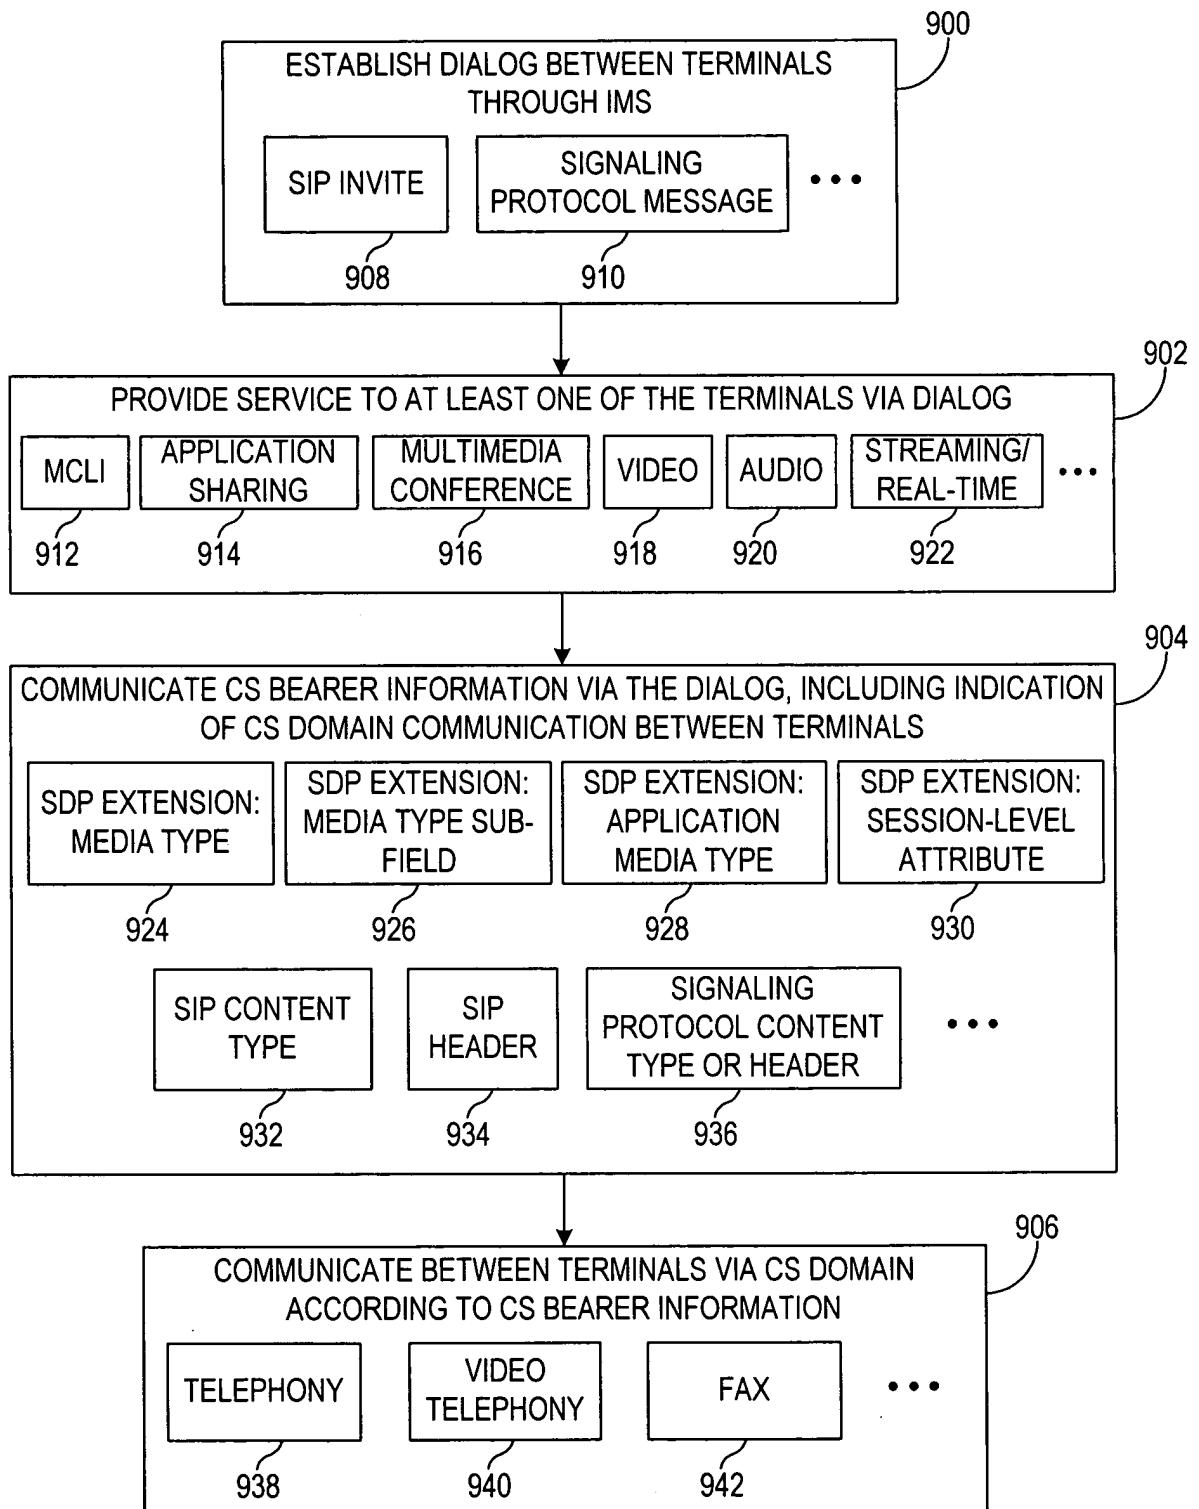 900
ESTABLISH DIALOG BETWEEN TERMINALS
THROUGH IMS
SIP INVITE
SIGNALING
PROTOCOL MESSAGE
•••
908
910
902
PROVIDE SERVICE TO AT LEAST ONE OF THE TERMINALS VIA DIALOG
MCLI
APPLICATION
SHARING
MULTIMEDIA
CONFERENCE
VIDEO
AUDIO
STREAMING/
REAL-TIME
•••
912
914
916
918
920
922
904
COMMUNICATE CS BEARER INFORMATION VIA THE DIALOG, INCLUDING INDICATION
OF CS DOMAIN COMMUNICATION BETWEEN TERMINALS
SDP EXTENSION:
MEDIA TYPE
SDP EXTENSION:
MEDIA TYPE SUB-
FIELD
SDP EXTENSION:
APPLICATION
MEDIA TYPE
SDP EXTENSION:
SESSION-LEVEL
ATTRIBUTE
924
926
928
930
SIP CONTENT
TYPE
SIP
HEADER
SIGNALING
PROTOCOL CONTENT
TYPE OR HEADER
•••
932
934
936
906
COMMUNICATE BETWEEN TERMINALS VIA CS DOMAIN
ACCORDING TO CS BEARER INFORMATION
TELEPHONY
VIDEO
TELEPHONY
FAX
•••
938
940
942